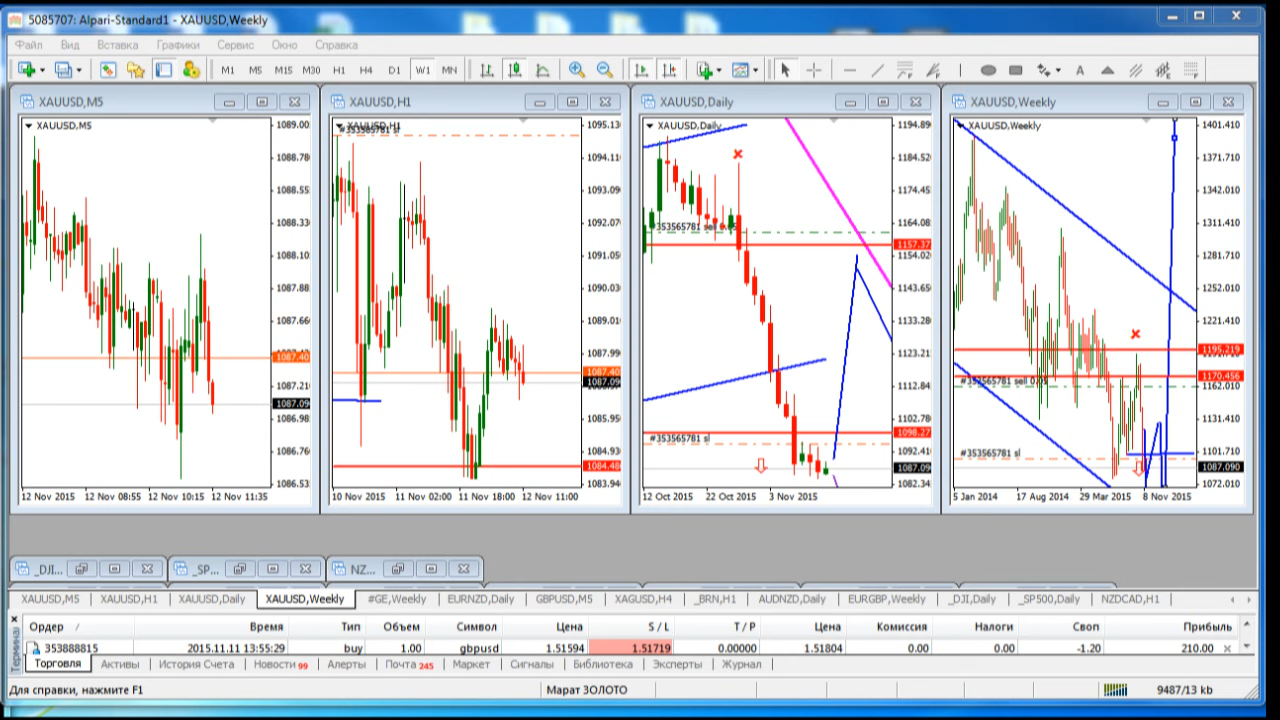 5085707: Alpari-Standard1 - XAUUSD,Weekly
Файл Вид Вставка Графики Сервис Окно Справка
M1 M5 M15 M30 H1 H4 D1 W1 MN
XAUUSD,M5
XAUUSD,M5
1089.00
1088.78
1088.55
1088.33
1088.10
1087.88
1087.66
1087.40
1087.21
1087.09
1086.98
1086.76
1086.53
12 Nov 2015 12 Nov 08:55 12 Nov 10:15 12 Nov 11:35
XAUUSD,H1
XAUUSD,H1
#353565781 sl
1095.13
1094.11
1093.09
1092.07
1091.05
1090.03
1089.01
1087.99
1087.40
1087.09
1085.95
1084.93
1084.48
1083.94
10 Nov 2015 11 Nov 02:00 11 Nov 18:00 12 Nov 11:00
XAUUSD,Daily
XAUUSD,Daily
1194.89
1184.52
1174.45
1164.08
#353565781 sell 0.05
1157.37
1154.02
1143.65
1133.28
1123.21
1112.84
1102.78
1098.27
#353565781 sl
1092.41
1087.09
1082.34
12 Oct 2015 22 Oct 2015 3 Nov 2015
XAUUSD,Weekly
XAUUSD,Weekly
1401.410
1371.710
1342.010
1311.410
1281.710
1252.010
1221.410
1195.219
1170.456
#353565781 sell 0.05
1162.010
1131.410
#353565781 sl
1101.710
1087.090
1072.010
5 Jan 2014 17 Aug 2014 29 Mar 2015 8 Nov 2015
_DJI... _SP... NZ...
XAUUSD,M5 XAUUSD,H1 XAUUSD,Daily XAUUSD,Weekly #GE,Weekly EURNZD,Daily GBPUSD,M5 XAGUSD,H4 _BRN,H1 AUDNZD,Daily EURGBP,Weekly _DJI,Daily _SP500,Daily NZDCAD,H1
Терминал
Ордер / Время Тип Объем Символ Цена S / L T / P Цена Комиссия Налоги Своп Прибыль
353888815 2015.11.11 13:55:29 buy 1.00 gbpusd 1.51594 1.51719 0.00000 1.51804 0.00 0.00 -1.20 210.00
Торговля Активы История Счета Новости 99 Алерты Почта 245 Маркет Сигналы Библиотека Эксперты Журнал
Для справки, нажмите F1 Марат ЗОЛОТО 9487/13 kb